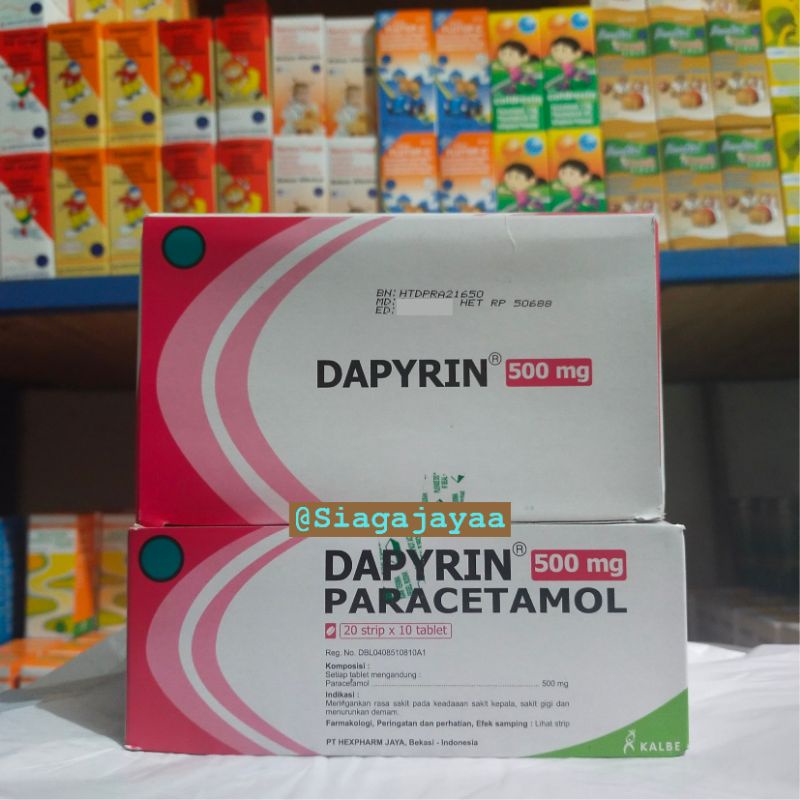 BN: HTDPRA21650
MD: HET RP 50688
ED:
DAPYRIN® 500 mg
@Siagajayaa
DAPYRIN® 500 mg
PARACETAMOL
20 strip x 10 tablet
Reg. No. DBL0408510810A1
Komposisi :
Setiap tablet mengandung :
Paracetamol ................................ 500 mg
Indikasi :
Meringankan rasa sakit pada keadaaan sakit kepala, sakit gigi dan
menurunkan demam.
Farmakologi, Peringatan dan perhatian, Efek samping : Lihat strip
PT HEXPHARM JAYA, Bekasi - Indonesia
KALBE